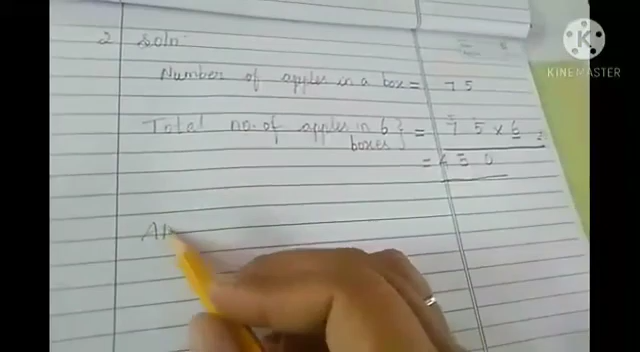 2 soln.
Number of apples in a box = 75
Total no. of apples in 6 } = 75 × 6
boxes } = 450
An
KINEMASTER